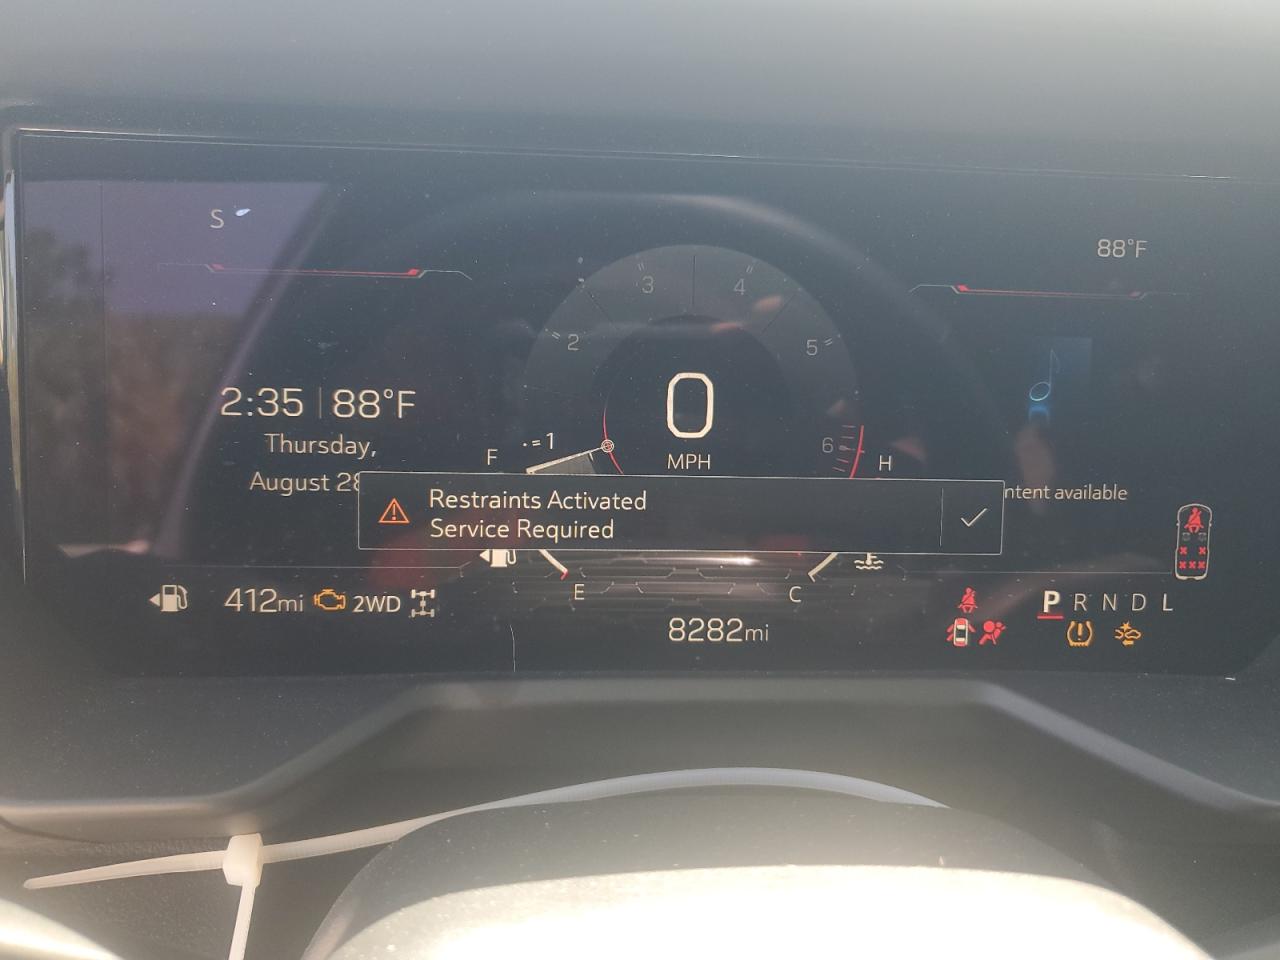 S
88°F
3
4
2
5
2:35 | 88°F
0
Thursday,
1
6
F
MPH
H
August 28
Restraints Activated
Service Required
ntent available
E
C
412mi
2WD
P R N D L
8282mi